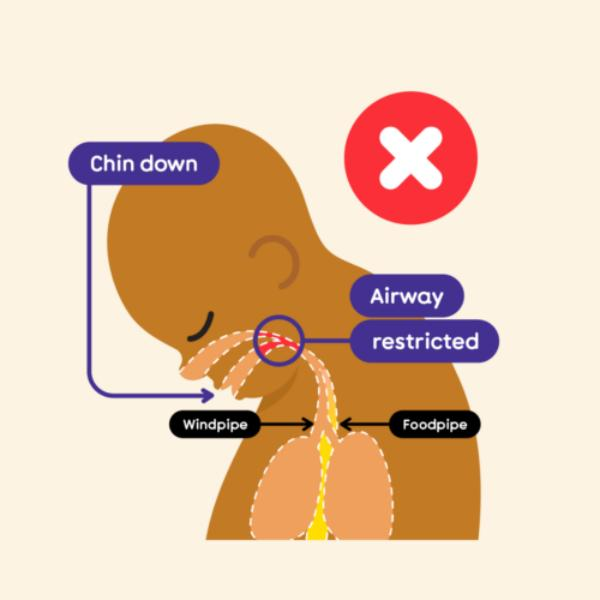 Chin down
Airway
restricted
Windpipe
Foodpipe